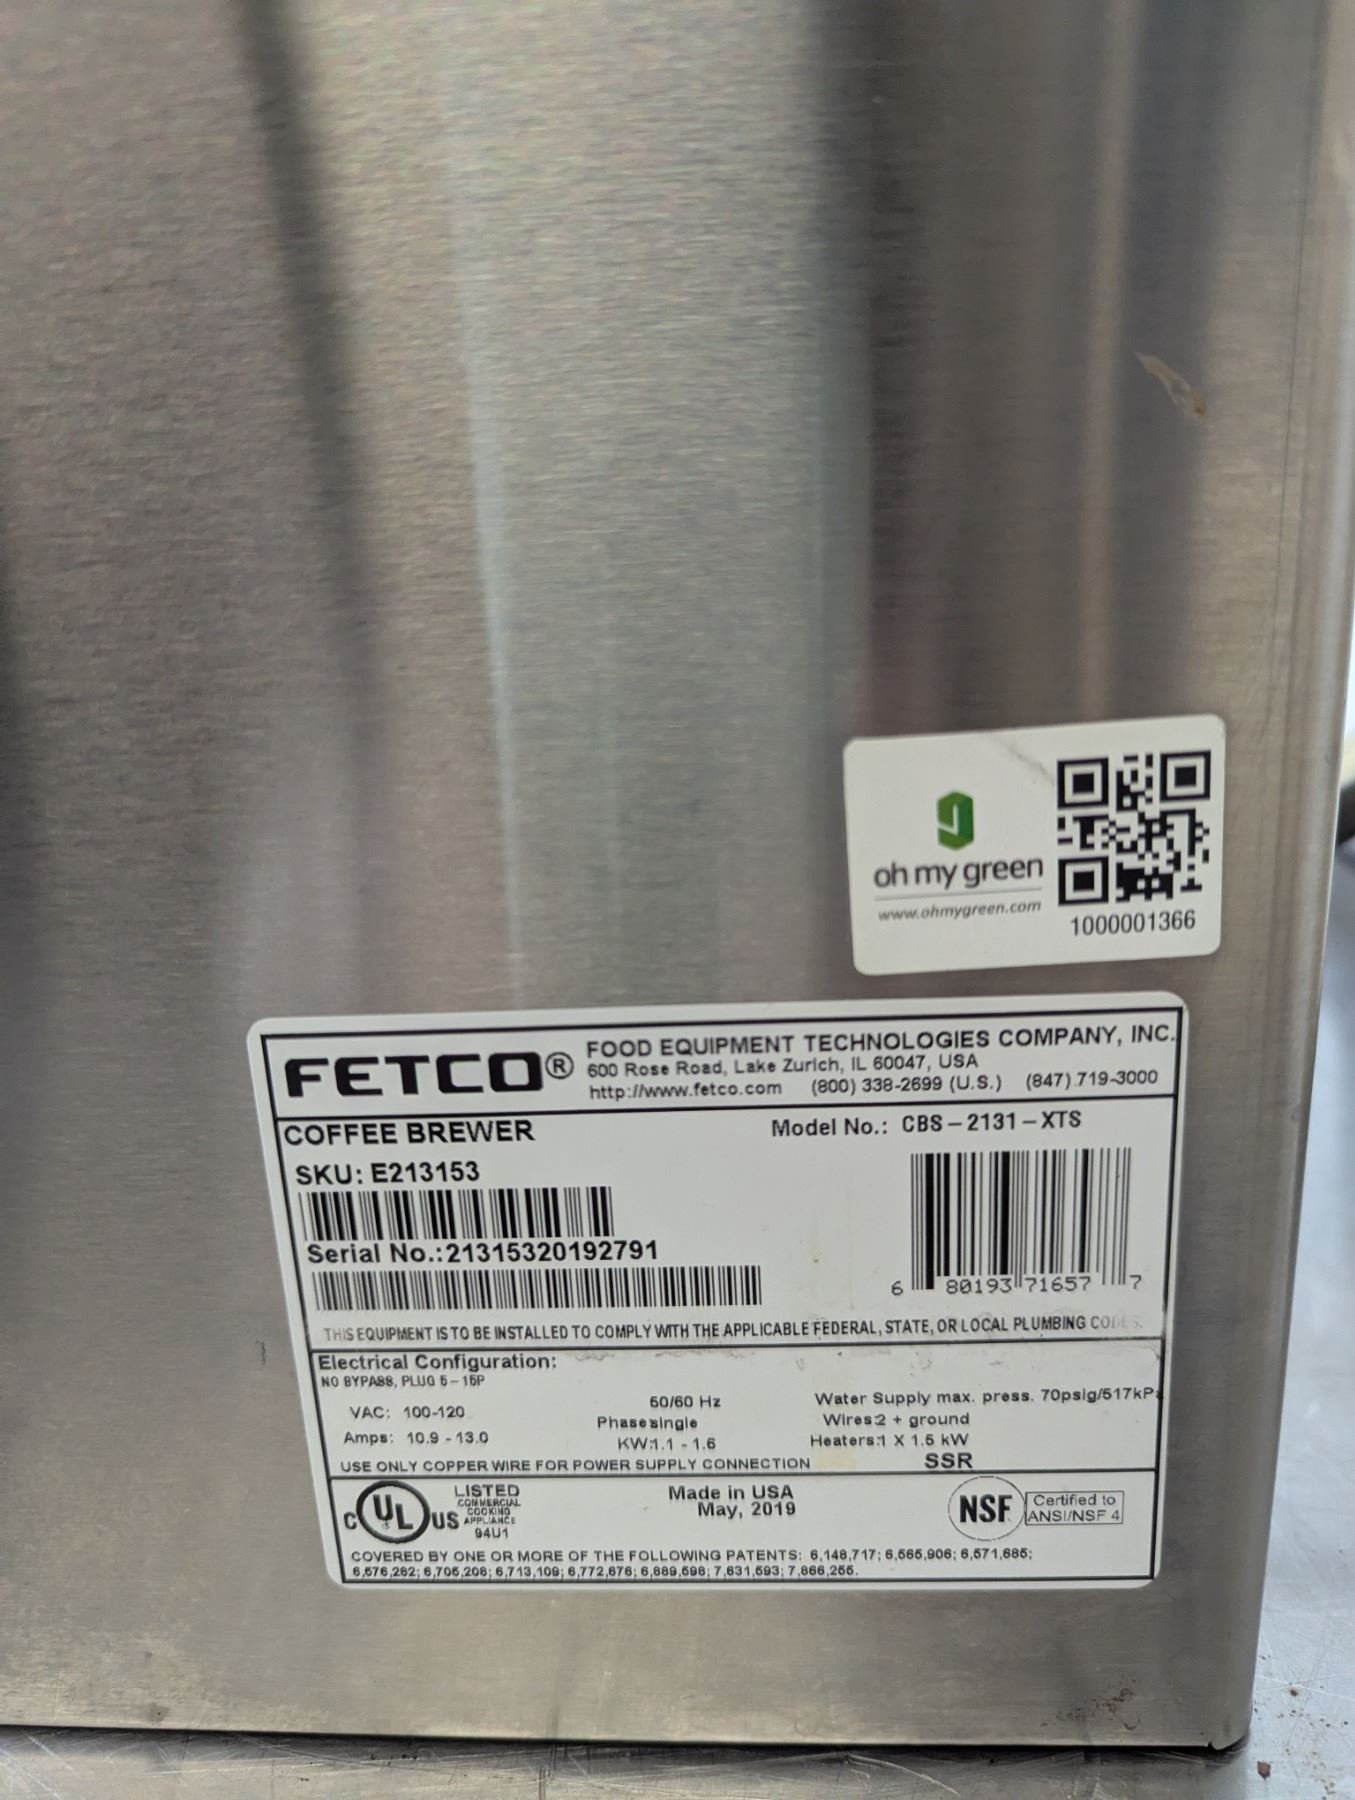 oh my green
www.ohmygreen.com
1000001366
FETCO®
FOOD EQUIPMENT TECHNOLOGIES COMPANY, INC.
600 Rose Road, Lake Zurich, IL 60047, USA
http://www.fetco.com (800) 338-2699 (U.S.) (847) 719-3000
COFFEE BREWER
Model No.: CBS-2131-XTS
SKU: E213153
Serial No.:21315320192791
6 80193 71657 7
THIS EQUIPMENT IS TO BE INSTALLED TO COMPLY WITH THE APPLICABLE FEDERAL, STATE, OR LOCAL PLUMBING CODES.
Electrical Configuration:
NO BYPASS, PLUG 5-15P
VAC: 100-120
50/60 Hz
Water Supply max. press. 70psig/517kPa
Phase:single
Wires:2 + ground
Amps: 10.9 - 13.0
KW:1.1 - 1.6
Heaters:1 X 1.5 kW
USE ONLY COPPER WIRE FOR POWER SUPPLY CONNECTION
SSR
C UL US
LISTED
COMMERCIAL
COOKING
APPLIANCE
94U1
Made in USA
May, 2019
NSF
Certified to
ANSI/NSF 4
COVERED BY ONE OR MORE OF THE FOLLOWING PATENTS: 6,148,717; 6,565,906; 6,571,685;
6,576,282; 6,705,208; 6,713,109; 6,772,676; 6,889,598; 7,631,593; 7,866,255.